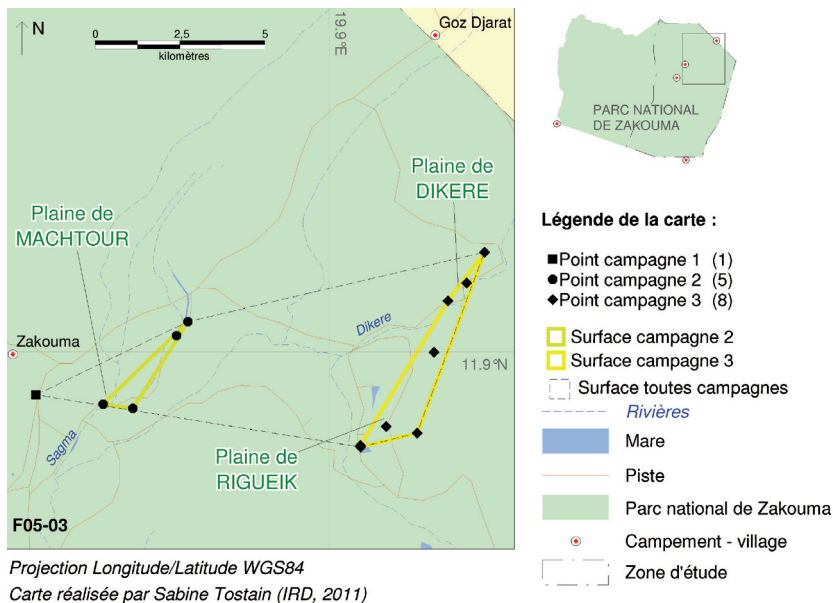 N
0
2,5
5
kilomètres
19.9°E
Goz Djarat
Plaine de
DIKERE
Plaine de
MACHTOUR
Dikere
Zakouma
11.9°N
Sagma
Plaine de
RIGUEIK
F05-03
Projection Longitude/Latitude WGS84
Carte réalisée par Sabine Tostain (IRD, 2011)
PARC NATIONAL
DE ZAKOUMA
Légende de la carte :
Point campagne 1 (1)
Point campagne 2 (5)
Point campagne 3 (8)
Surface campagne 2
Surface campagne 3
Surface toutes campagnes
Rivières
Mare
Piste
Parc national de Zakouma
Campement - village
Zone d'étude